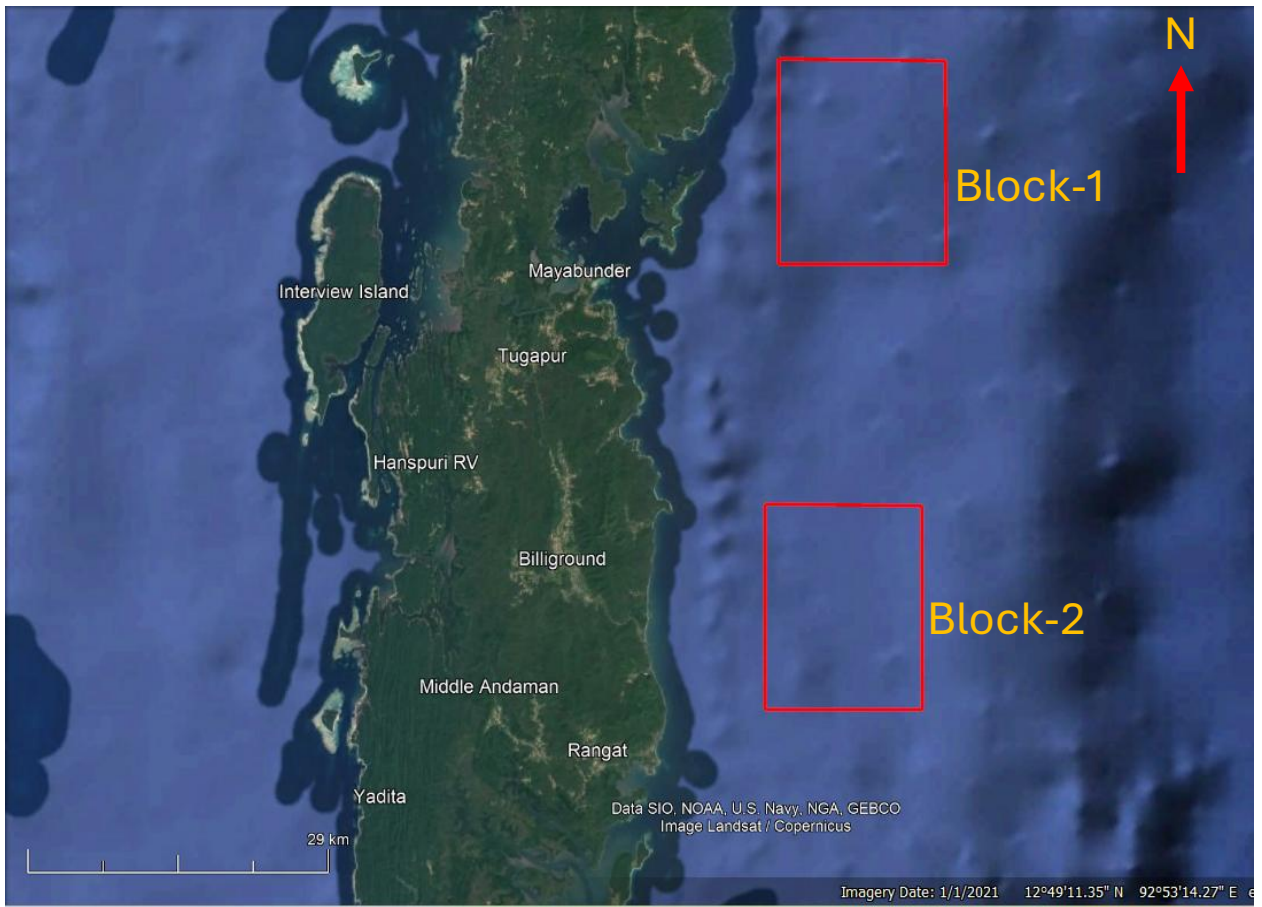 N
Block-1
Mayabunder
Interview Island
Tugapur
Hanspuri RV
Billiground
Block-2
Middle Andaman
Rangat
Yadita
Data SIO, NOAA, U.S. Navy, NGA, GEBCO
Image Landsat / Copernicus
29 km
Imagery Date: 1/1/2021 12°49'11.35" N 92°53'14.27" E e